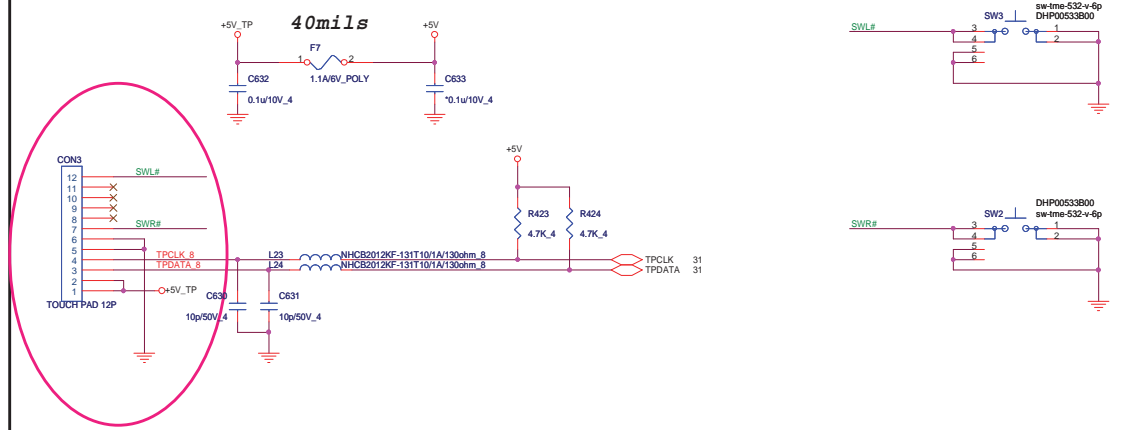 +5V_TP
40mils
+5V
F7
1
2
1.1A/6V_POLY
C632
0.1u/10V_4
C633
*0.1u/10V_4
sw-tme-532-v-6p
DHP00533B00
SW3
SWL#
3
4
5
6
1
2
CON3
12
11
10
9
8
7
6
5
4
3
2
1
TOUCH PAD 12P
SWL#
SWR#
TPCLK_8
TPDATA_8
+5V_TP
L23
NHCB2012KF-131T10/1A/130ohm_8
L24
NHCB2012KF-131T10/1A/130ohm_8
C630
10p/50V_4
C631
10p/50V_4
+5V
R423
4.7K_4
R424
4.7K_4
TPCLK 31
TPDATA 31
DHP00533B00
sw-tme-532-v-6p
SW2
SWR#
3
4
5
6
1
2